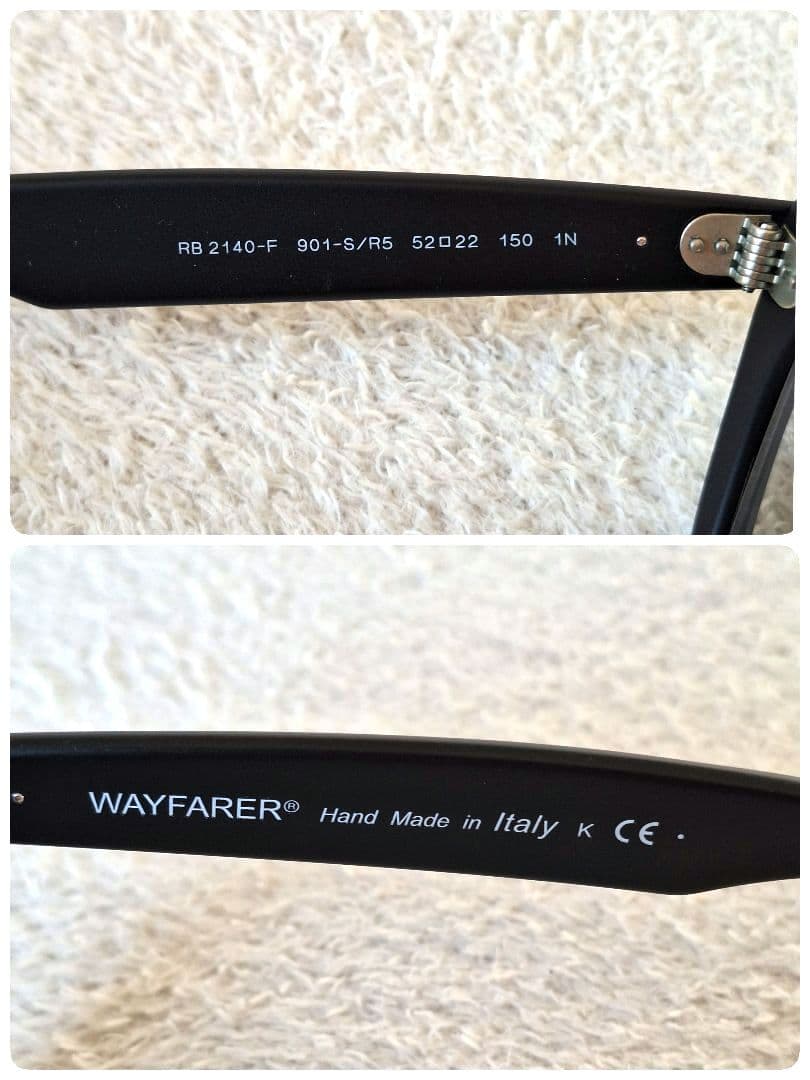 RB 2140-F 901-S/R5 52□22 150 1N
WAYFARER® Hand Made in Italy K CE